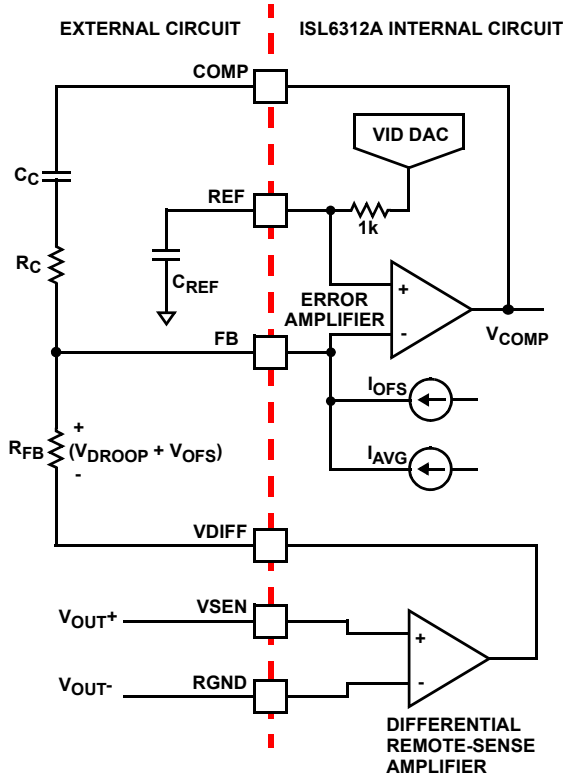 EXTERNAL CIRCUIT
ISL6312A INTERNAL CIRCUIT
COMP
VID DAC
CC
REF
1k
RC
CREF
+
ERROR
AMPLIFIER
-
VCOMP
FB
IOFS
+
RFB
(VDROOP + VOFS)
-
IAVG
VDIFF
VOUT+
VSEN
+
VOUT-
RGND
-
DIFFERENTIAL
REMOTE-SENSE
AMPLIFIER